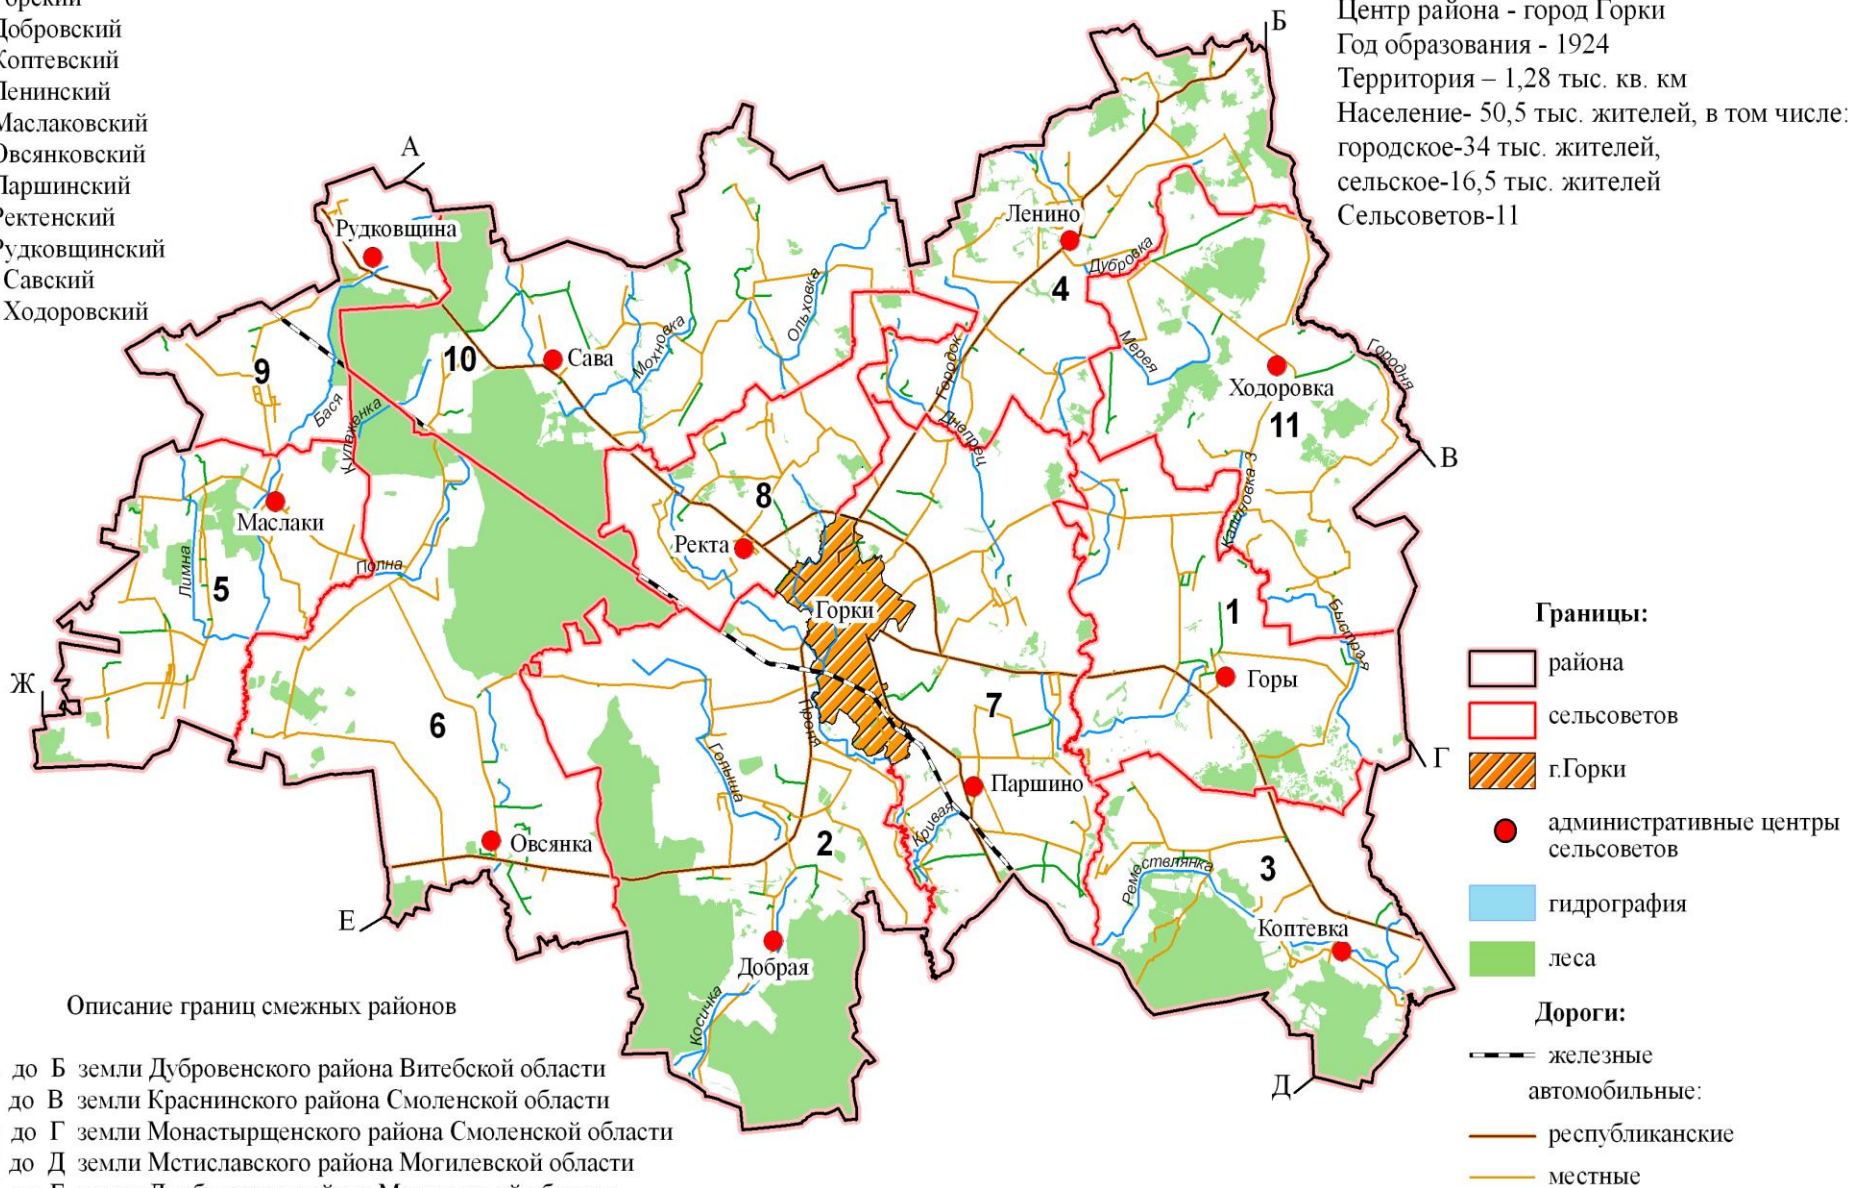 Добровский
Коптевский
Ленинский
Маслаковский
Овсянковский
Паршинский
Ректенский
Рудковщинский
Савский
Ходоровский
Центр района - город Горки
Год образования - 1924
Территория – 1,28 тыс. кв. км
Население- 50,5 тыс. жителей, в том числе:
городское-34 тыс. жителей,
сельское-16,5 тыс. жителей
Сельсоветов-11
Б
А
Рудковщина
Ленино
Дубровка
4
Ольховка
Мохновка
Сава
10
9
Бася
Кулаженка
Городок
Днепрец
Мерея
Ходоровка
11
Городня
В
Калиновка 3
Маслаки
Лимна
5
Полна
8
Ректа
Горки
1
Быстрая
Горы
Г
Ж
6
7
Проня
Голыша
Паршино
Кривая
2
Овсянка
Е
Добрая
Косичка
Ремествлянка
3
Коптевка
Д
Границы:
района
сельсоветов
г.Горки
административные центры
сельсоветов
гидрография
леса
Дороги:
железные
автомобильные:
республиканские
местные
Описание границ смежных районов
до Б земли Дубровенского района Витебской области
до В земли Краснинского района Смоленской области
до Г земли Монастырщенского района Смоленской области
до Д земли Мстиславского района Могилевской области